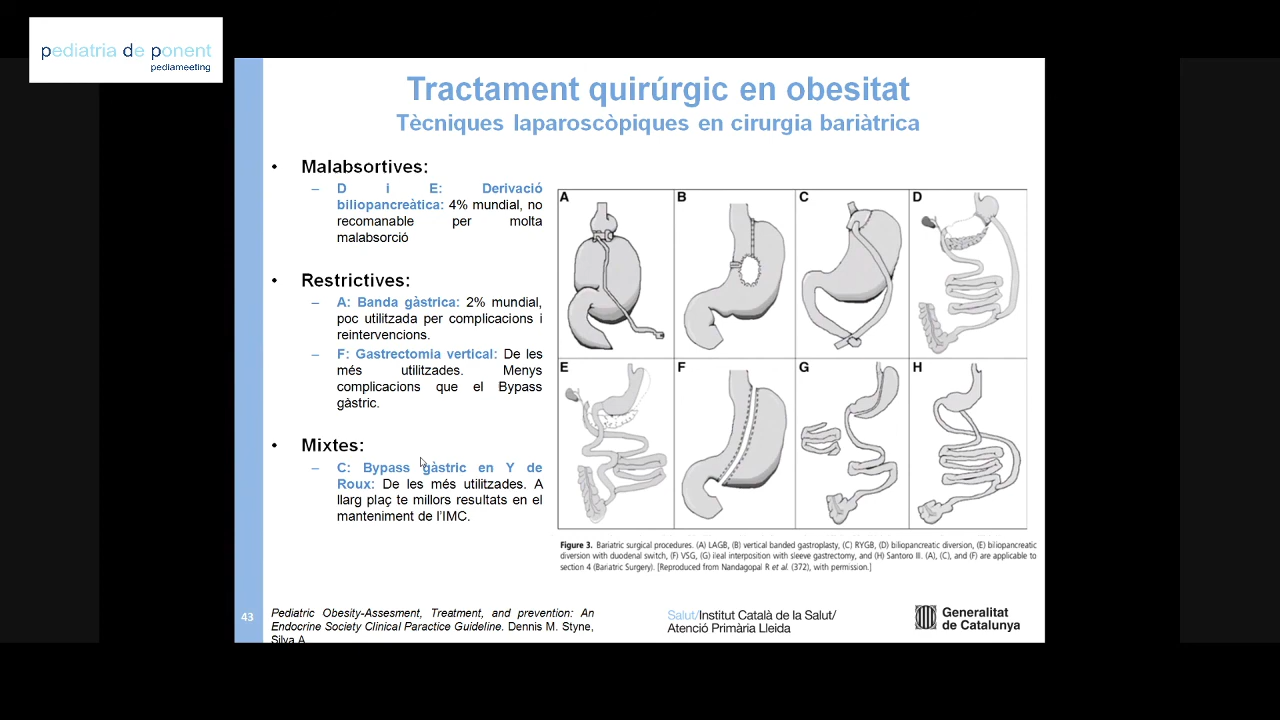 pediatria de ponent
pediameeting
Tractament quirúrgic en obesitat
Tècniques laparoscòpiques en cirurgia bariàtrica
• Malabsortives:
– D i E: Derivació
biliopancreàtica: 4% mundial, no
recomanable per molta
malabsorció
• Restrictives:
– A: Banda gàstrica: 2% mundial,
poc utilitzada per complicacions i
reintervencions.
– F: Gastrectomia vertical: De les
més utilitzades. Menys
complicacions que el Bypass
gàstric.
• Mixtes:
– C: Bypass gàstric en Y de
Roux: De les més utilitzades. A
llarg plaç te millors resultats en el
manteniment de l'IMC.
A B C D
E F G H
Figure 3. Bariatric surgical procedures. (A) LAGB, (B) vertical banded gastroplasty, (C) RYGB, (D) biliopancreatic diversion, (E) biliopancreatic
diversion with duodenal switch, (F) VSG, (G) ileal interposition with sleeve gastrectomy, and (H) Santoro III. (A), (C), and (F) are applicable to
section 4 (Bariatric Surgery). [Reproduced from Nandagopal R et al. (372), with permission.]
43
Pediatric Obesity-Assesment, Treatment, and prevention: An
Endocrine Society Clinical Paractice Guideline. Dennis M. Styne,
Silva A
Salut/Institut Català de la Salut/
Atenció Primària Lleida
Generalitat
de Catalunya